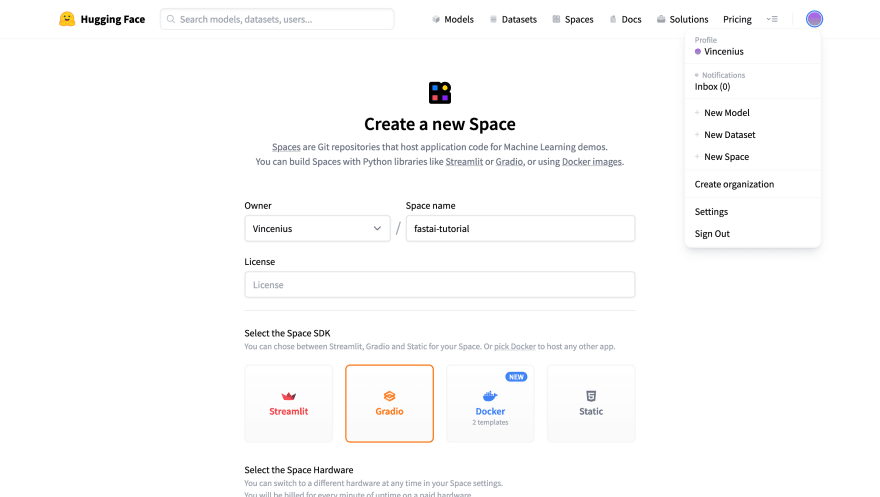 Hugging Face
Search models, datasets, users...
Models
Datasets
Spaces
Docs
Solutions
Pricing
Profile
Vincenius
Notifications
Inbox (0)
+ New Model
+ New Dataset
+ New Space
Create organization
Settings
Sign Out
Create a new Space
Spaces are Git repositories that host application code for Machine Learning demos.
You can build Spaces with Python libraries like Streamlit or Gradio, or using Docker images.
Owner
Space name
Vincenius
/
fastai-tutorial
License
License
Select the Space SDK
You can chose between Streamlit, Gradio and Static for your Space. Or pick Docker to host any other app.
Streamlit
Gradio
NEW
Docker
2 templates
Static
Select the Space Hardware
You can switch to a different hardware at any time in your Space settings.
You will be billed for every minute of uptime on a paid hardware.